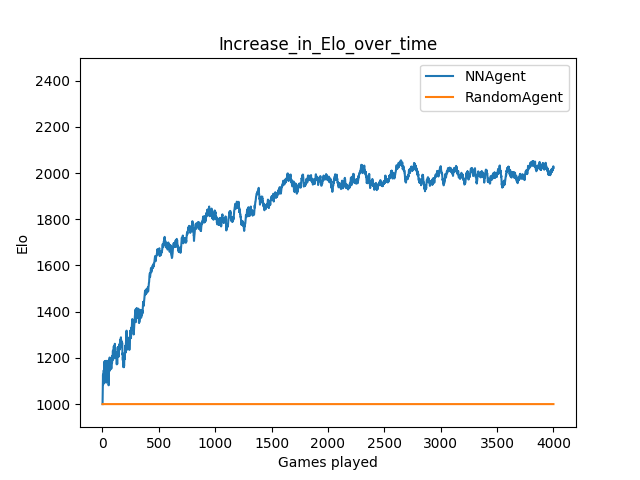 Increase_in_Elo_over_time
NNAgent
RandomAgent
2400
2200
2000
1800
1600
1400
1200
1000
Elo
0 500 1000 1500 2000 2500 3000 3500 4000
Games played